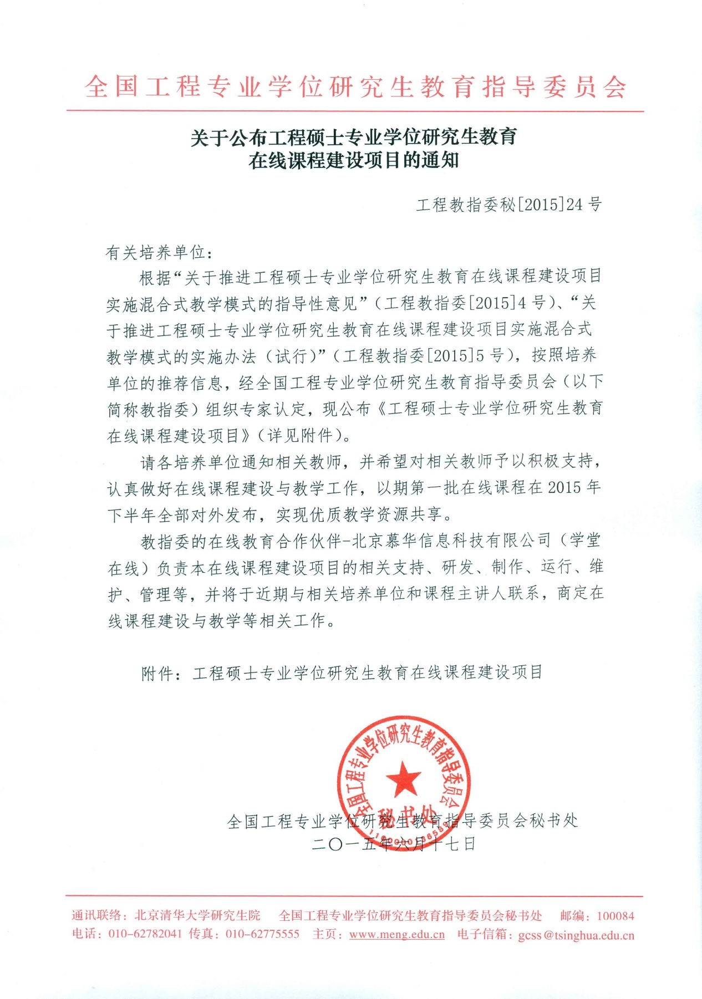 全国工程专业学位研究生教育指导委员会
关于公布工程硕士专业学位研究生教育
在线课程建设项目的通知
工程教指委秘[2015]24 号
有关培养单位：
根据“关于推进工程硕士专业学位研究生教育在线课程建设项目
实施混合式教学模式的指导性意见”（工程教指委[2015]4 号）、“关
于推进工程硕士专业学位研究生教育在线课程建设项目实施混合式
教学模式的实施办法（试行）”（工程教指委[2015]5 号），按照培养
单位的推荐信息，经全国工程专业学位研究生教育指导委员会（以下
简称教指委）组织专家认定，现公布《工程硕士专业学位研究生教育
在线课程建设项目》（详见附件）。
请各培养单位通知相关教师，并希望对相关教师予以积极支持，
认真做好在线课程建设与教学工作，以期第一批在线课程在 2015 年
下半年全部对外发布，实现优质教学资源共享。
教指委的在线教育合作伙伴-北京慕华信息科技有限公司（学堂
在线）负责本在线课程建设项目的相关支持、研发、制作、运行、维
护、管理等，并将于近期与相关培养单位和课程主讲人联系，商定在
线课程建设与教学等相关工作。
附件：工程硕士专业学位研究生教育在线课程建设项目
全国工程专业学位研究生教育指导委员会
秘书处
1100000136589
全国工程专业学位研究生教育指导委员会秘书处
二〇一五年六月十七日
通讯联络：北京清华大学研究生院 全国工程专业学位研究生教育指导委员会秘书处 邮编：100084
电话：010-62782041 传真：010-62775555 主页：www.meng.edu.cn 电子信箱：gcss@tsinghua.edu.cn